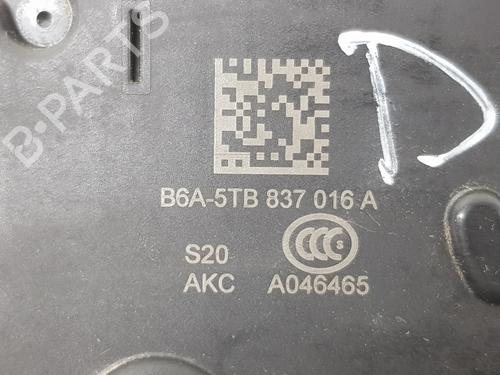 B-PARTS
D
B6A-5TB 837 016 A
S20
CCC S
AKC A046465